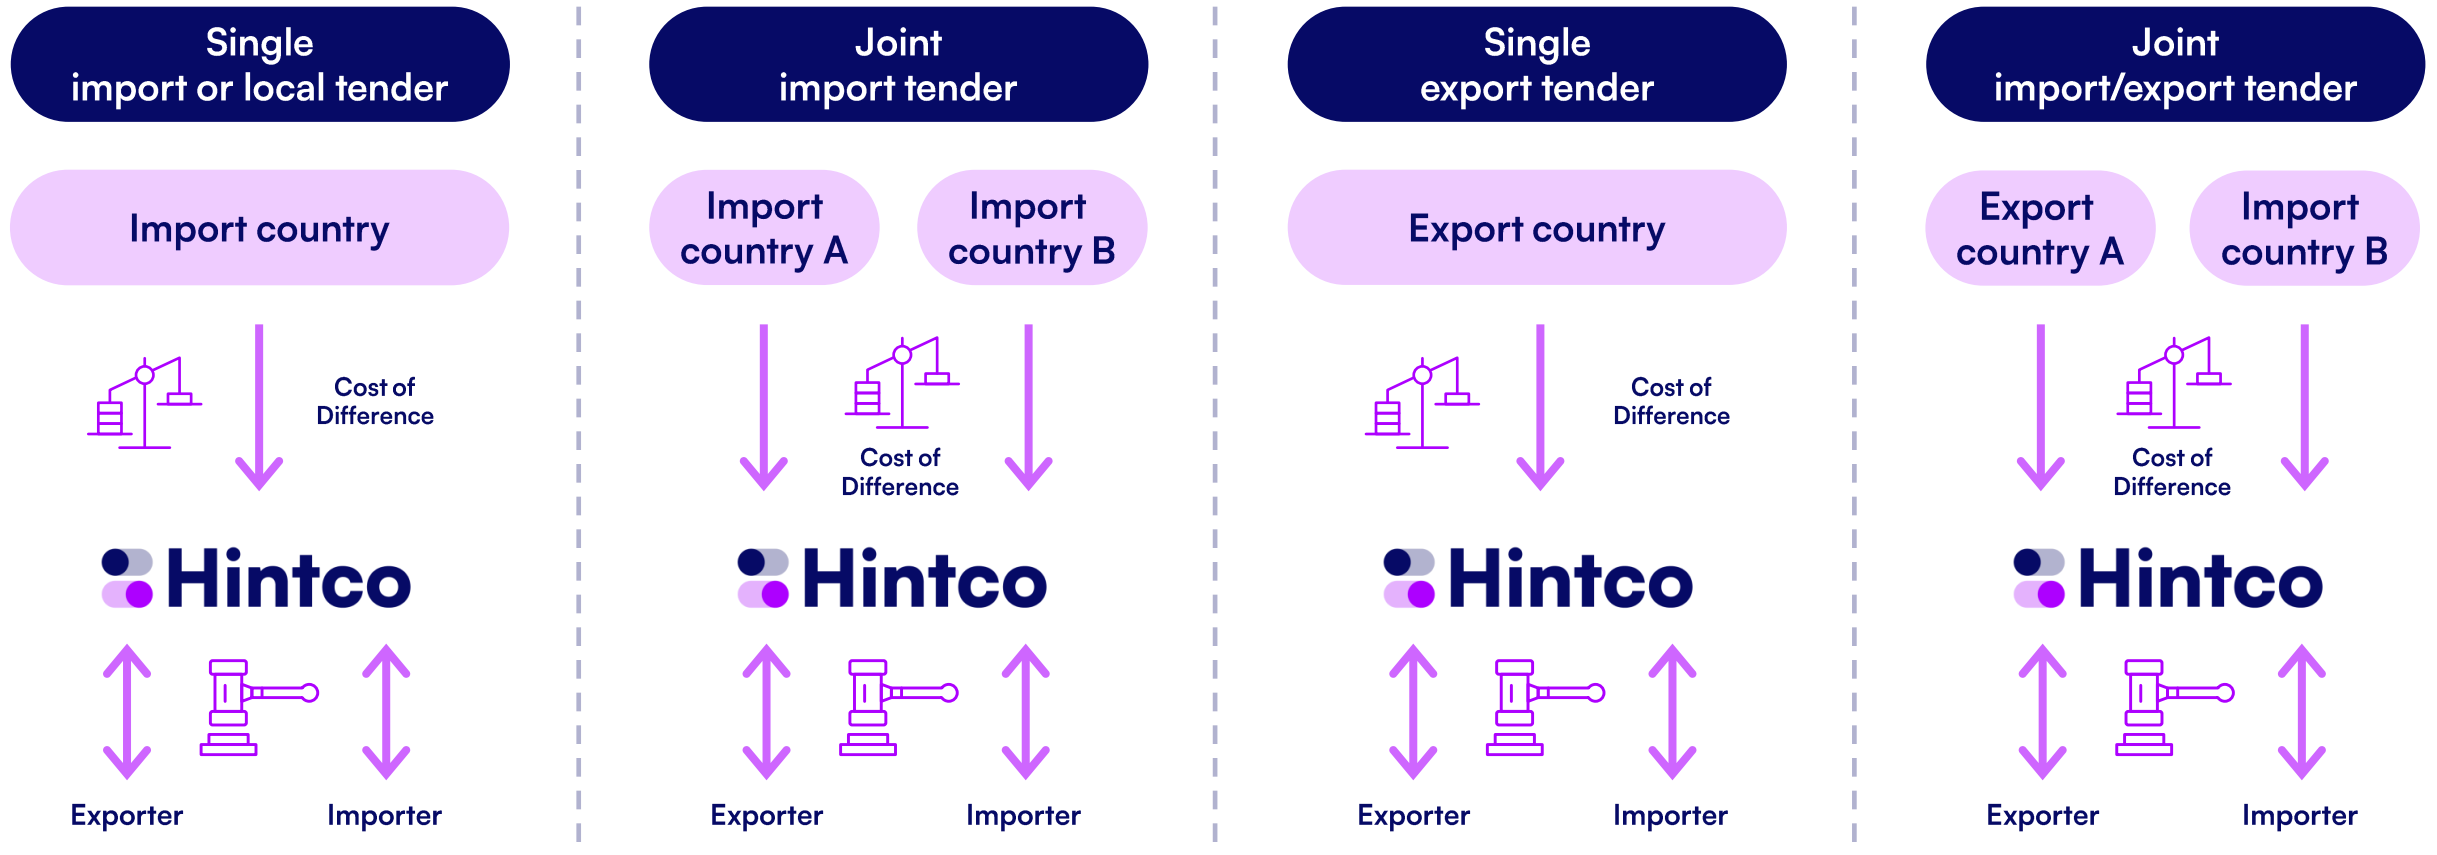 Single
import or local tender
Import country
Cost of
Difference
Hintco
Exporter
Importer
Joint
import tender
Import
country A
Import
country B
Cost of
Difference
Hintco
Exporter
Importer
Single
export tender
Export country
Cost of
Difference
Hintco
Exporter
Importer
Joint
import/export tender
Export
country A
Import
country B
Cost of
Difference
Hintco
Exporter
Importer